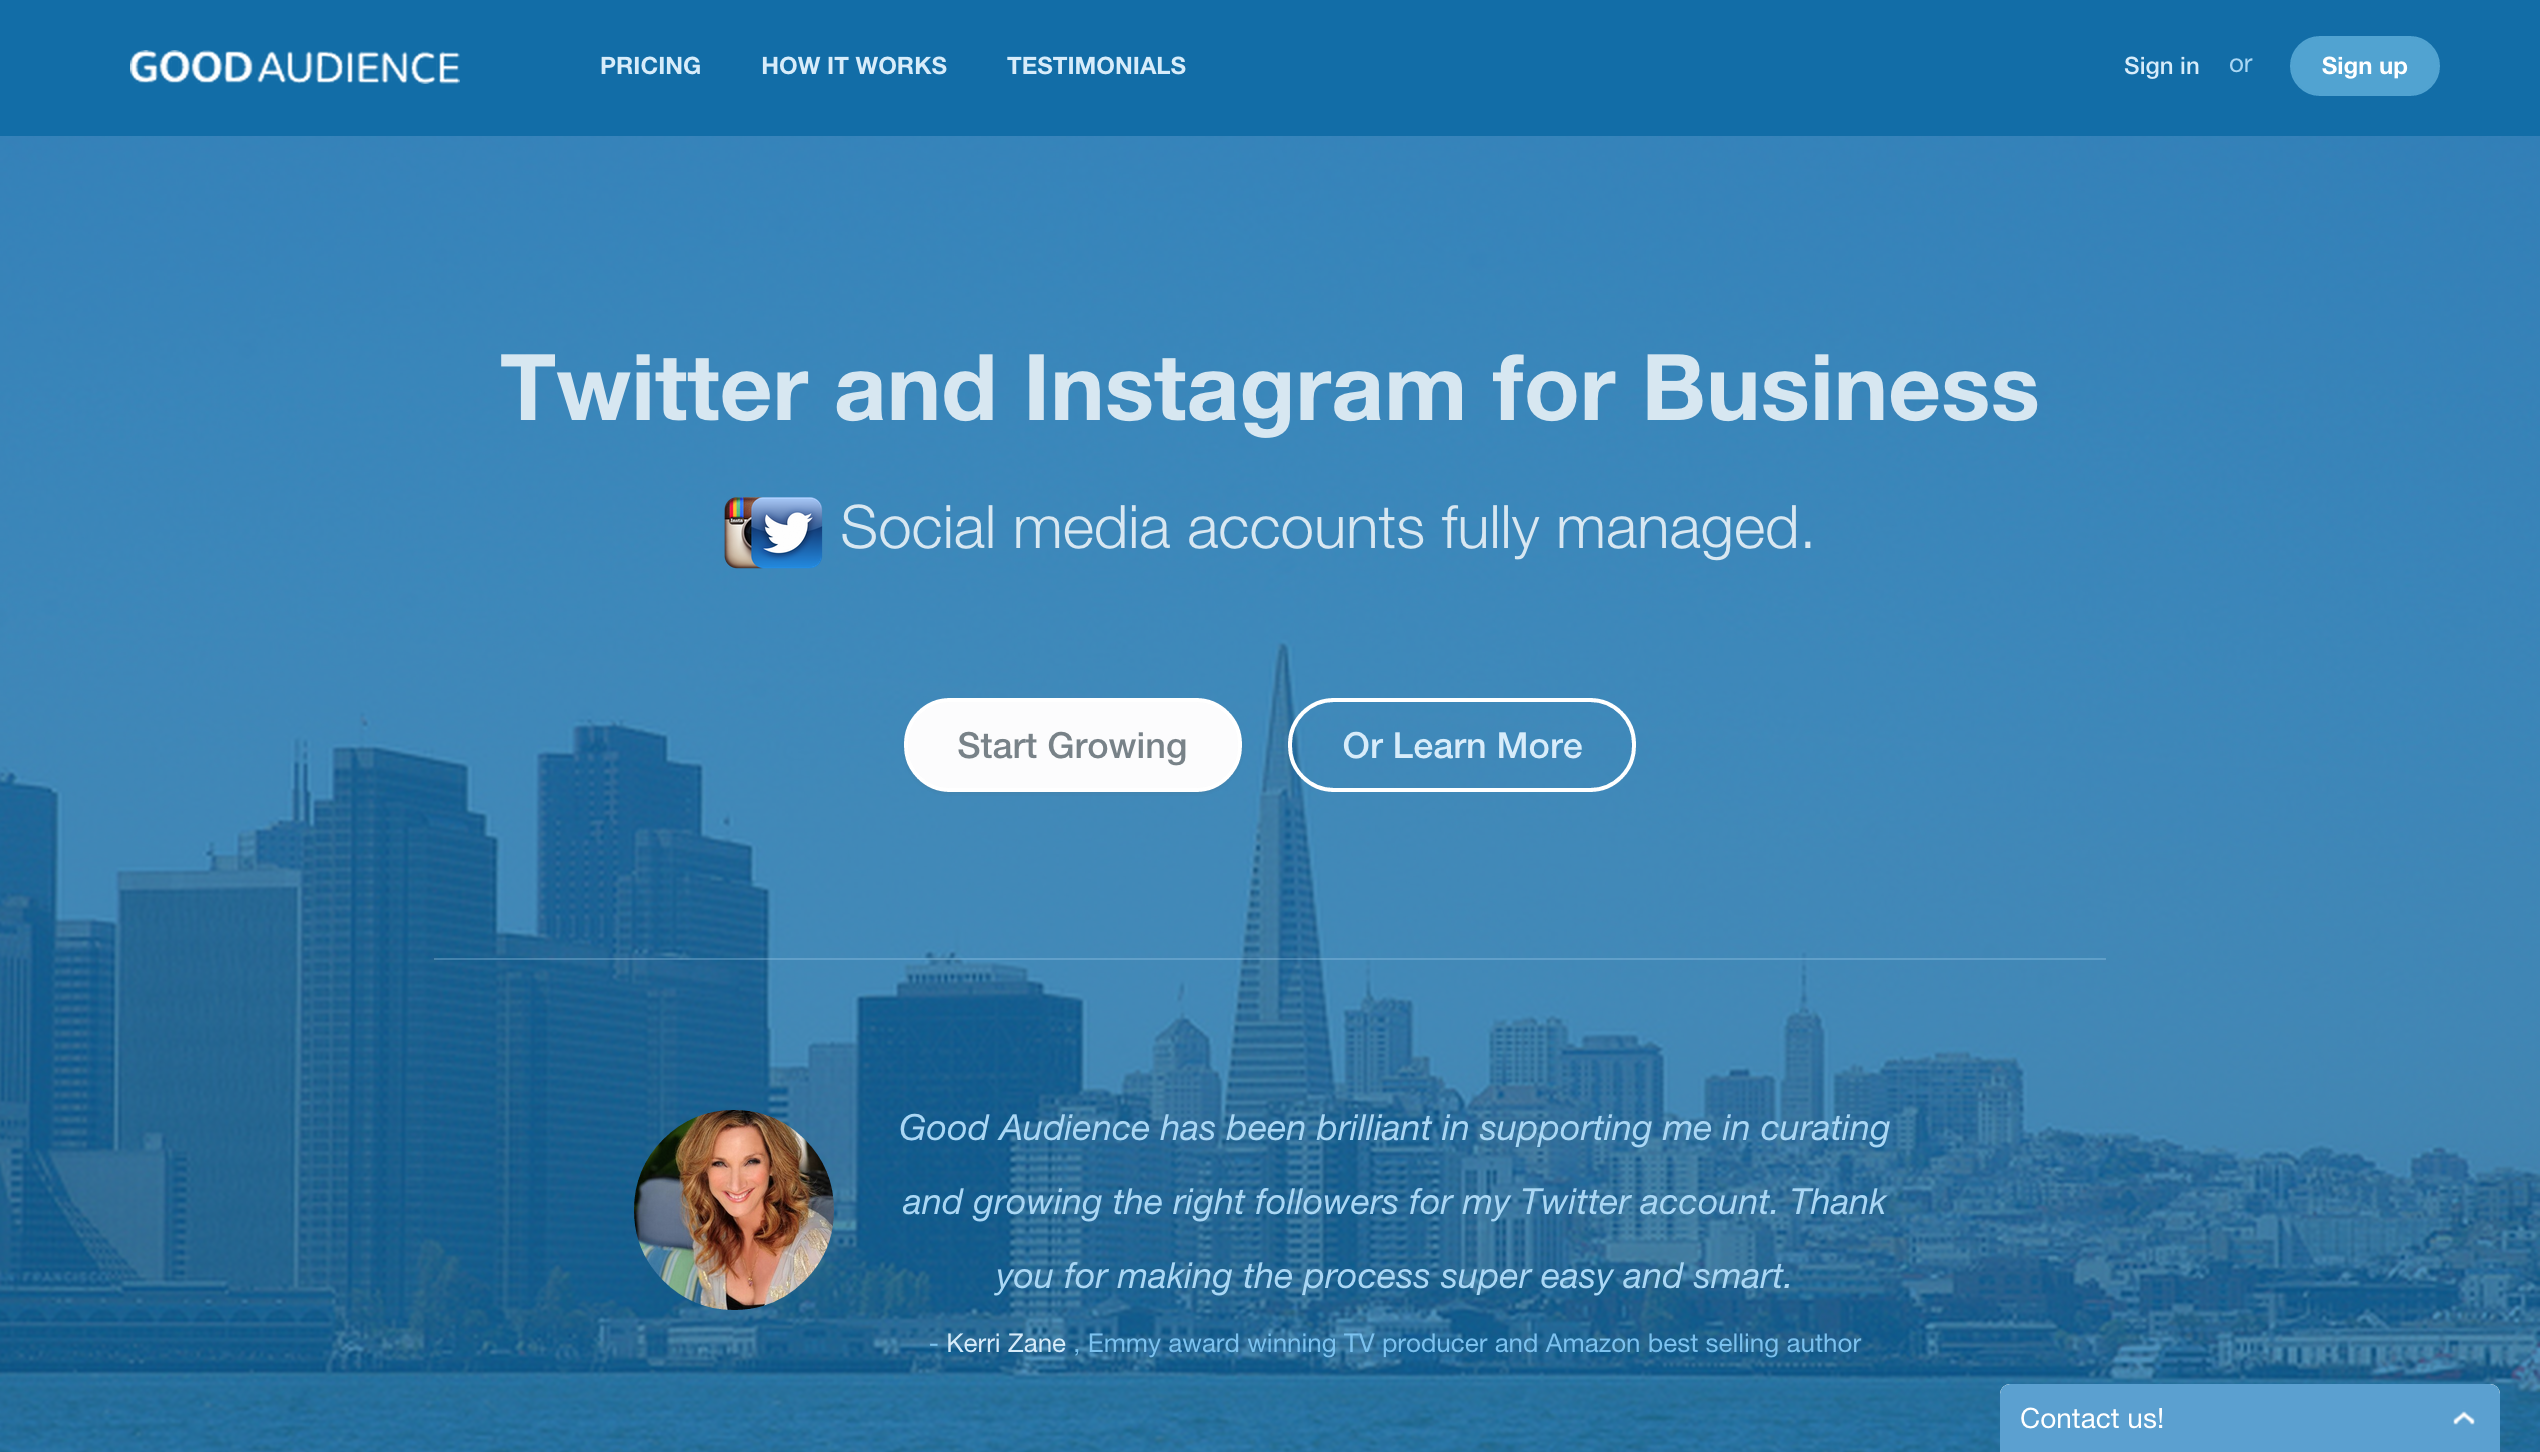 GOOD AUDIENCE
PRICING
HOW IT WORKS
TESTIMONIALS
Sign in or
Sign up
Twitter and Instagram for Business
Social media accounts fully managed.
Start Growing
Or Learn More
Good Audience has been brilliant in supporting me in curating
and growing the right followers for my Twitter account. Thank
you for making the process super easy and smart.
- Kerri Zane , Emmy award winning TV producer and Amazon best selling author
FRANCISCO
Contact us!